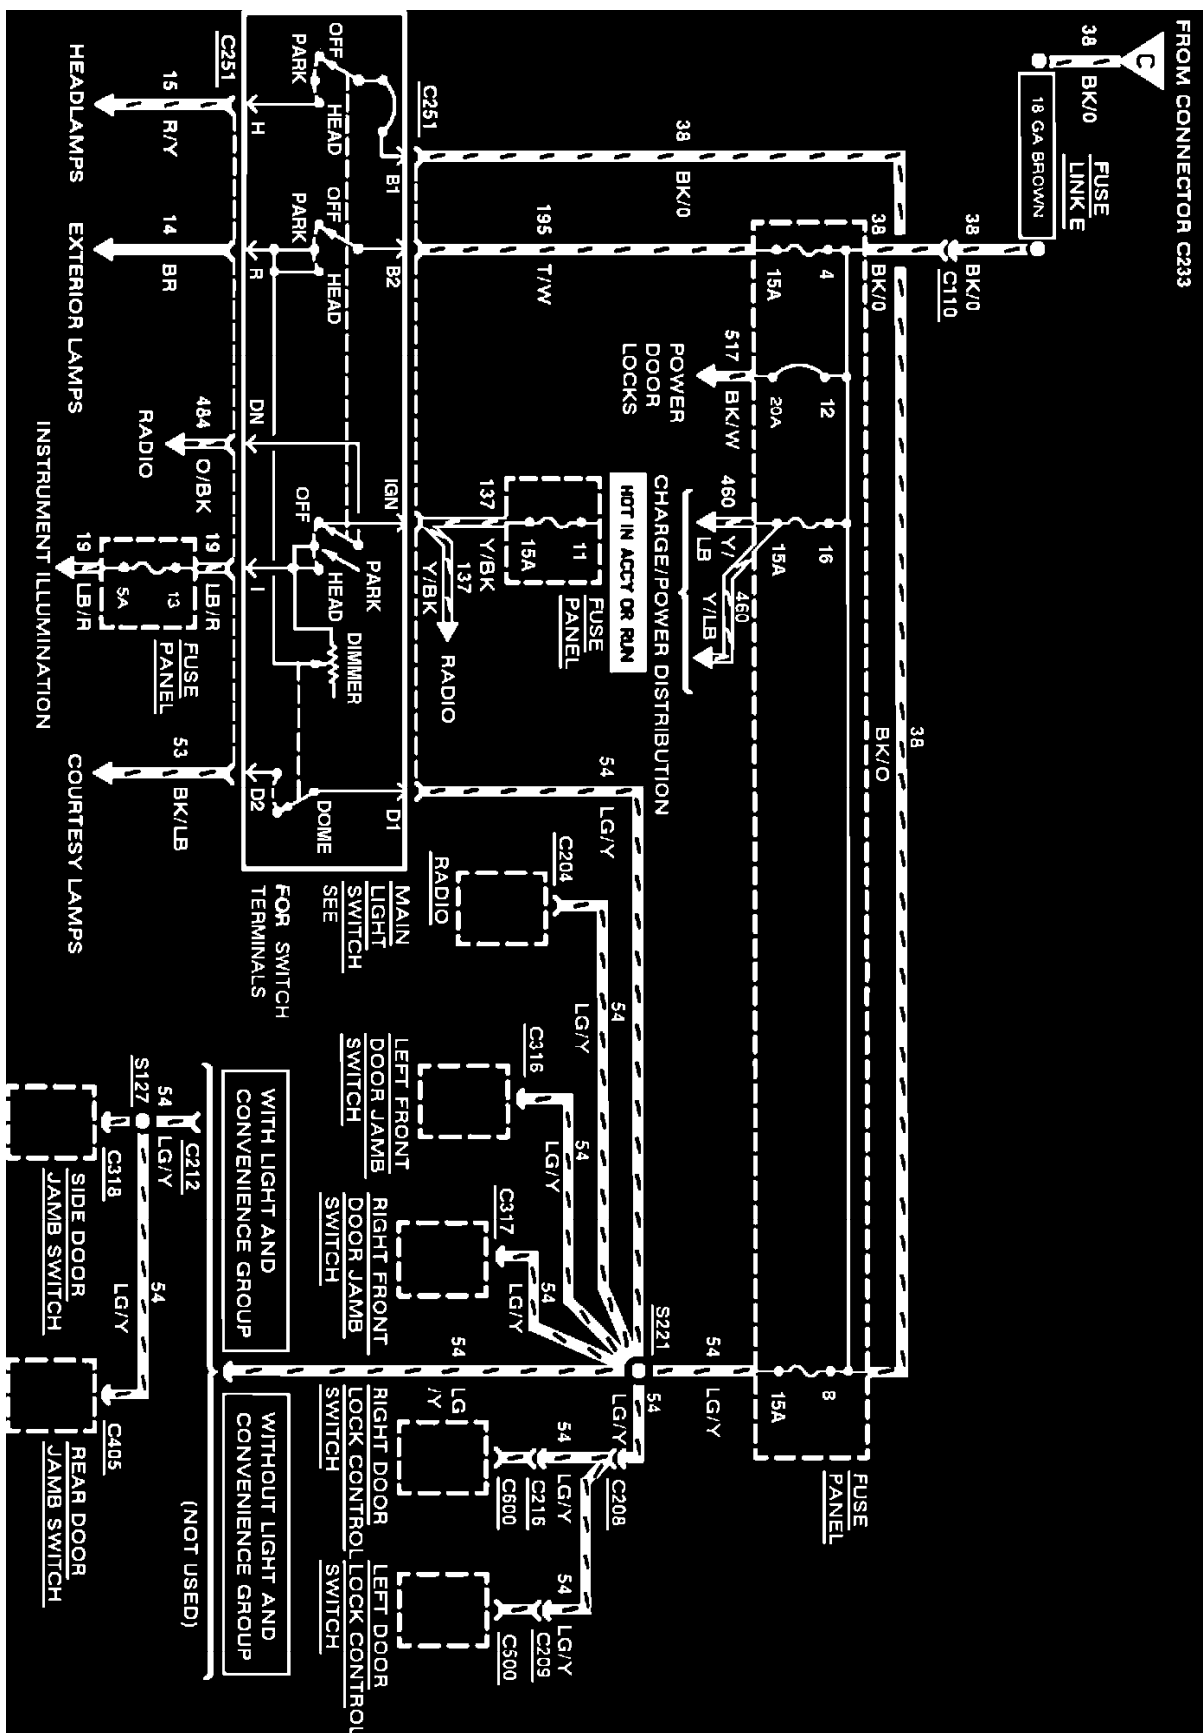 FROM CONNECTOR C233
C
38
BK/O
FUSE
LINK E
18 GA BROWN
38
BK/O
C110
38
BK/O
38
BK/O
38
BK/O
FUSE
PANEL
4
15A
12
20A
16
15A
8
15A
195
T/W
517
BK/W
POWER
DOOR
LOCKS
460
Y/
LB
460
Y/LB
CHARGE/POWER DISTRIBUTION
HOT IN ACCY OR RUN
11
15A
FUSE
PANEL
137
Y/BK
137
Y/BK
RADIO
54
LG/Y
S221
54
LG/Y
54
LG/Y
C208
54
LG/Y
C216
C600
RIGHT DOOR
LOCK CONTROL
SWITCH
54
LG/Y
C209
C500
LEFT DOOR
LOCK CONTROL
SWITCH
C204
RADIO
54
LG/Y
C316
LEFT FRONT
DOOR JAMB
SWITCH
54
LG/Y
C317
RIGHT FRONT
DOOR JAMB
SWITCH
54
LG/Y
54
LG
/Y
C251
B1
B2
IGN
D1
OFF
PARK
HEAD
OFF
PARK
HEAD
OFF
PARK
HEAD
DIMMER
DOME
MAIN
LIGHT
SWITCH
SEE
FOR SWITCH
TERMINALS
C251
H
R
DN
I
D2
15
R/Y
HEADLAMPS
14
BR
EXTERIOR LAMPS
484
O/BK
RADIO
19
LB/R
13
5A
FUSE
PANEL
19
LB/R
INSTRUMENT ILLUMINATION
53
BK/LB
COURTESY LAMPS
WITH LIGHT AND
CONVENIENCE GROUP
WITHOUT LIGHT AND
CONVENIENCE GROUP
(NOT USED)
C212
54
LG/Y
S127
C318
SIDE DOOR
JAMB SWITCH
54
LG/Y
C405
REAR DOOR
JAMB SWITCH